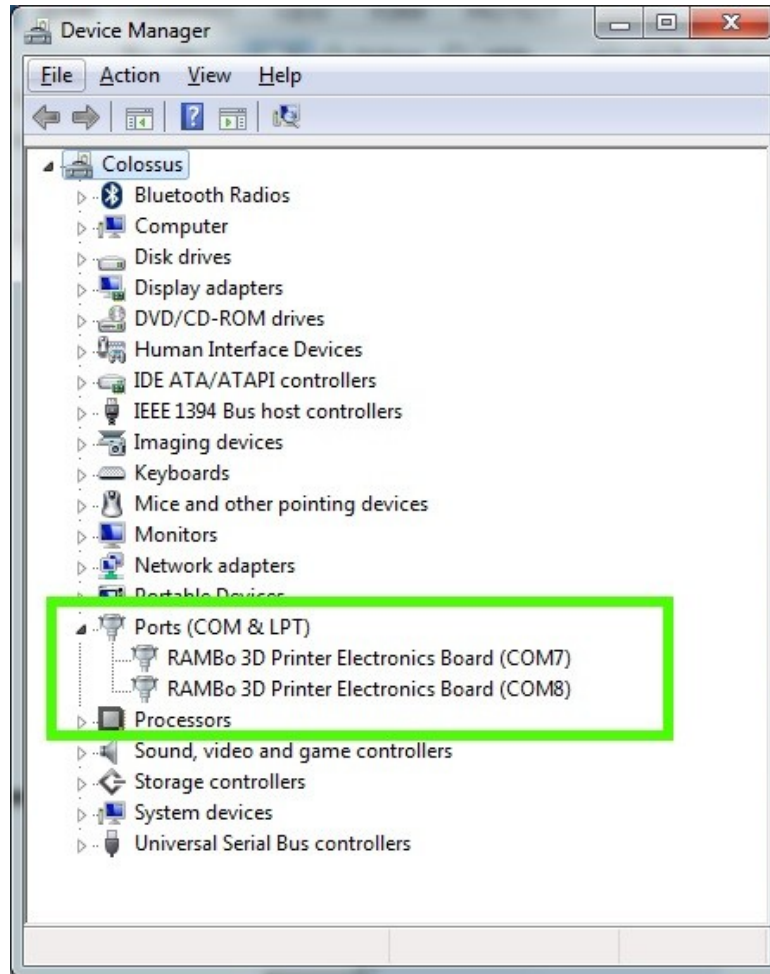 Device Manager
File Action View Help
Colossus
Bluetooth Radios
Computer
Disk drives
Display adapters
DVD/CD-ROM drives
Human Interface Devices
IDE ATA/ATAPI controllers
IEEE 1394 Bus host controllers
Imaging devices
Keyboards
Mice and other pointing devices
Monitors
Network adapters
Portable Devices
Ports (COM & LPT)
RAMBo 3D Printer Electronics Board (COM7)
RAMBo 3D Printer Electronics Board (COM8)
Processors
Sound, video and game controllers
Storage controllers
System devices
Universal Serial Bus controllers